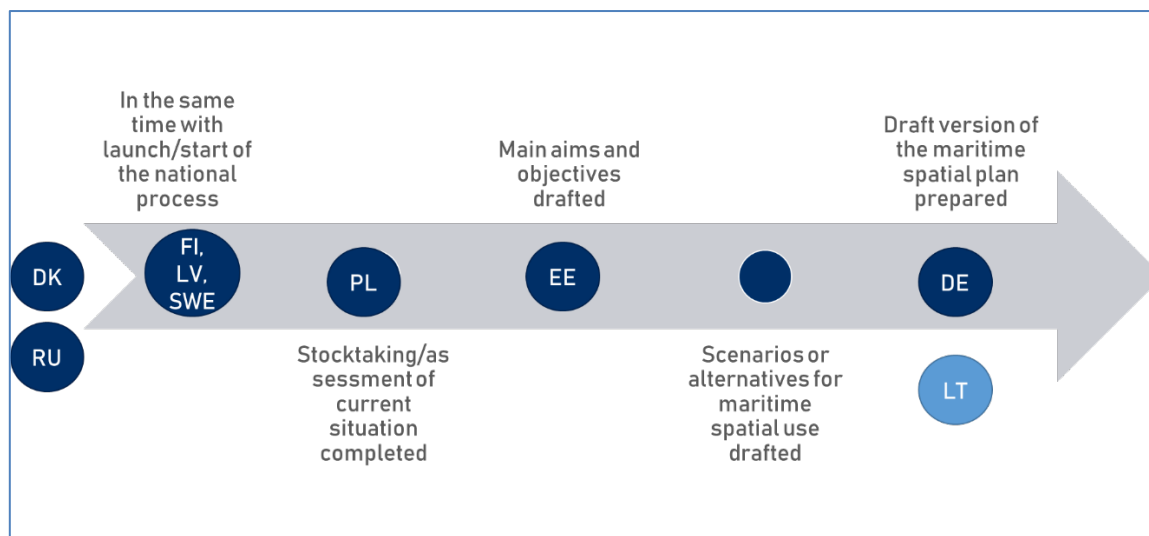 In the same
time with
launch/start of
the national
process
Main aims and
objectives
drafted
Draft version of
the maritime
spatial plan
prepared
DK
RU
FI,
LV,
SWE
PL
EE
DE
LT
Stocktaking/as
sessment of
current
situation
completed
Scenarios or
alternatives for
maritime
spatial use
drafted